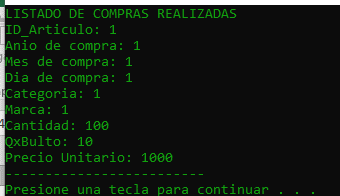 LISTADO DE COMPRAS REALIZADAS
ID_Articulo: 1
Anio de compra: 1
Mes de compra: 1
Dia de compra: 1
Categoria: 1
Marca: 1
Cantidad: 100
QxBulto: 10
Precio Unitario: 1000
-------------------------
Presione una tecla para continuar . . .